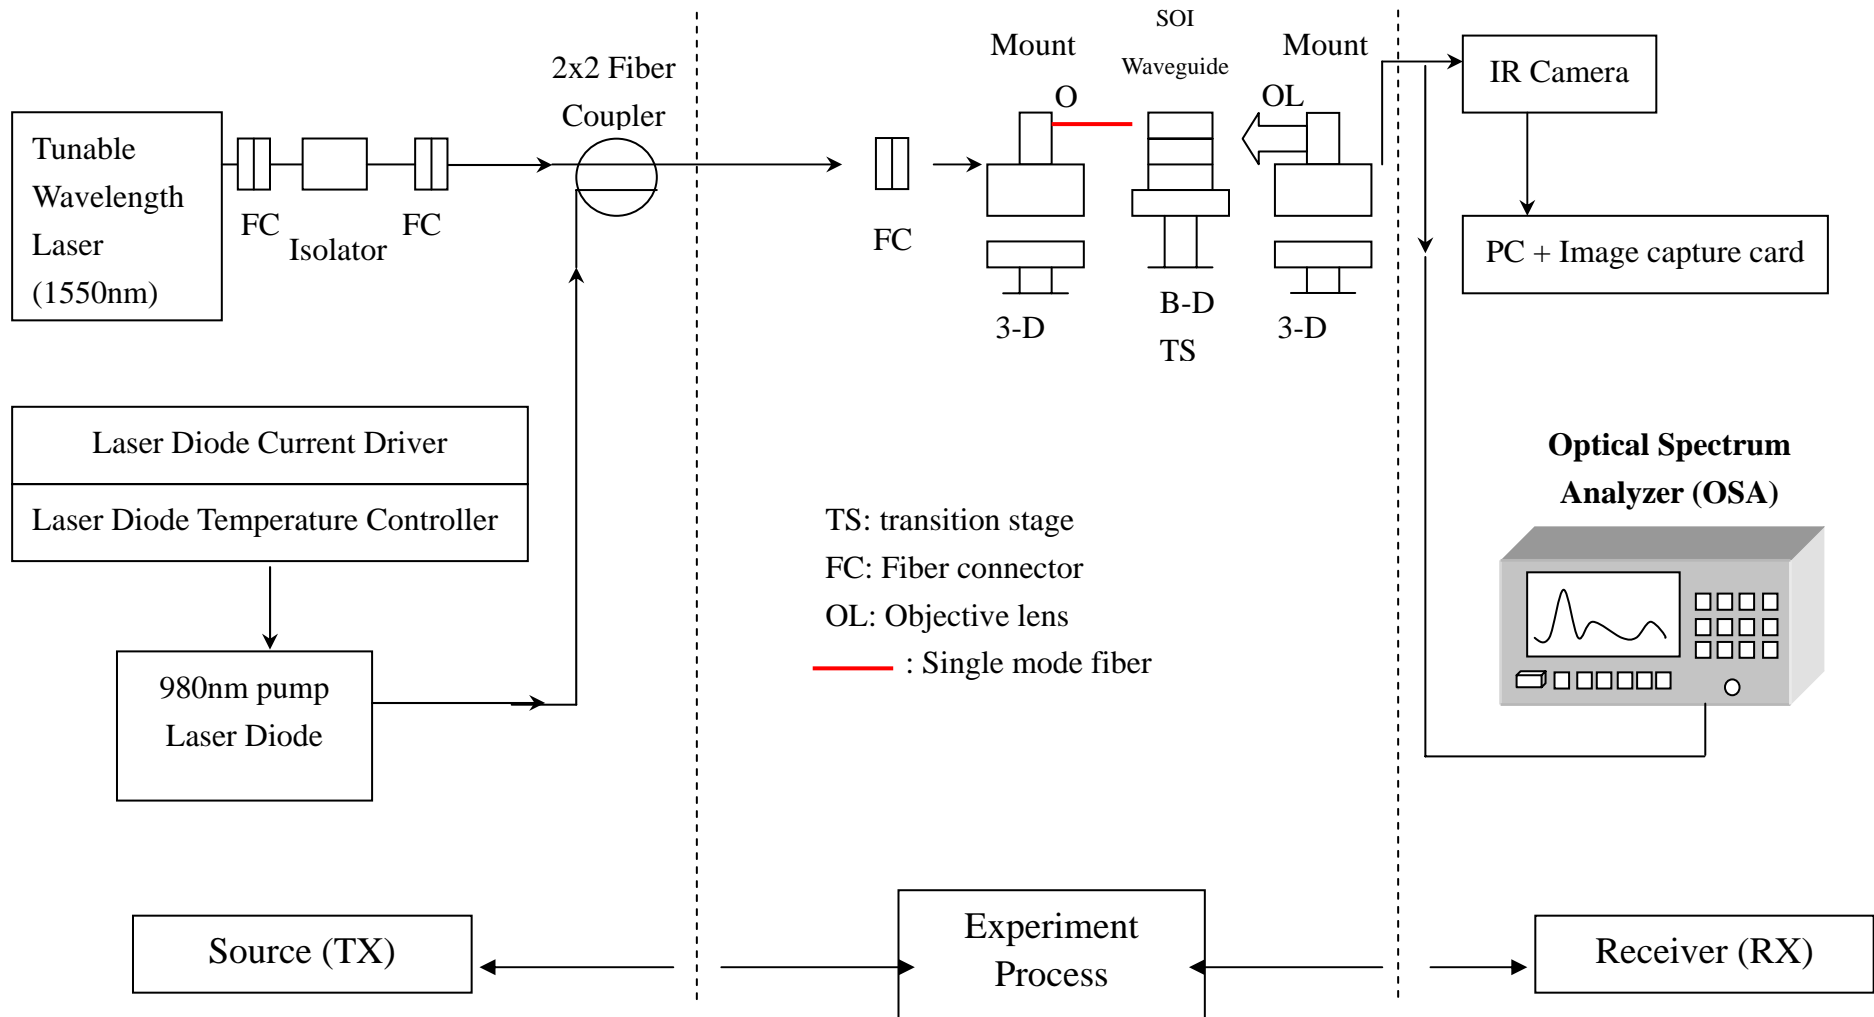 Tunable
Wavelength
Laser
(1550nm)
FC
Isolator
FC
2x2 Fiber
Coupler
Laser Diode Current Driver
Laser Diode Temperature Controller
980nm pump
Laser Diode
FC
Mount
O
3-D
SOI
Waveguide
B-D
TS
Mount
OL
3-D
TS: transition stage
FC: Fiber connector
OL: Objective lens
: Single mode fiber
IR Camera
PC + Image capture card
Optical Spectrum
Analyzer (OSA)
Source (TX)
Experiment
Process
Receiver (RX)